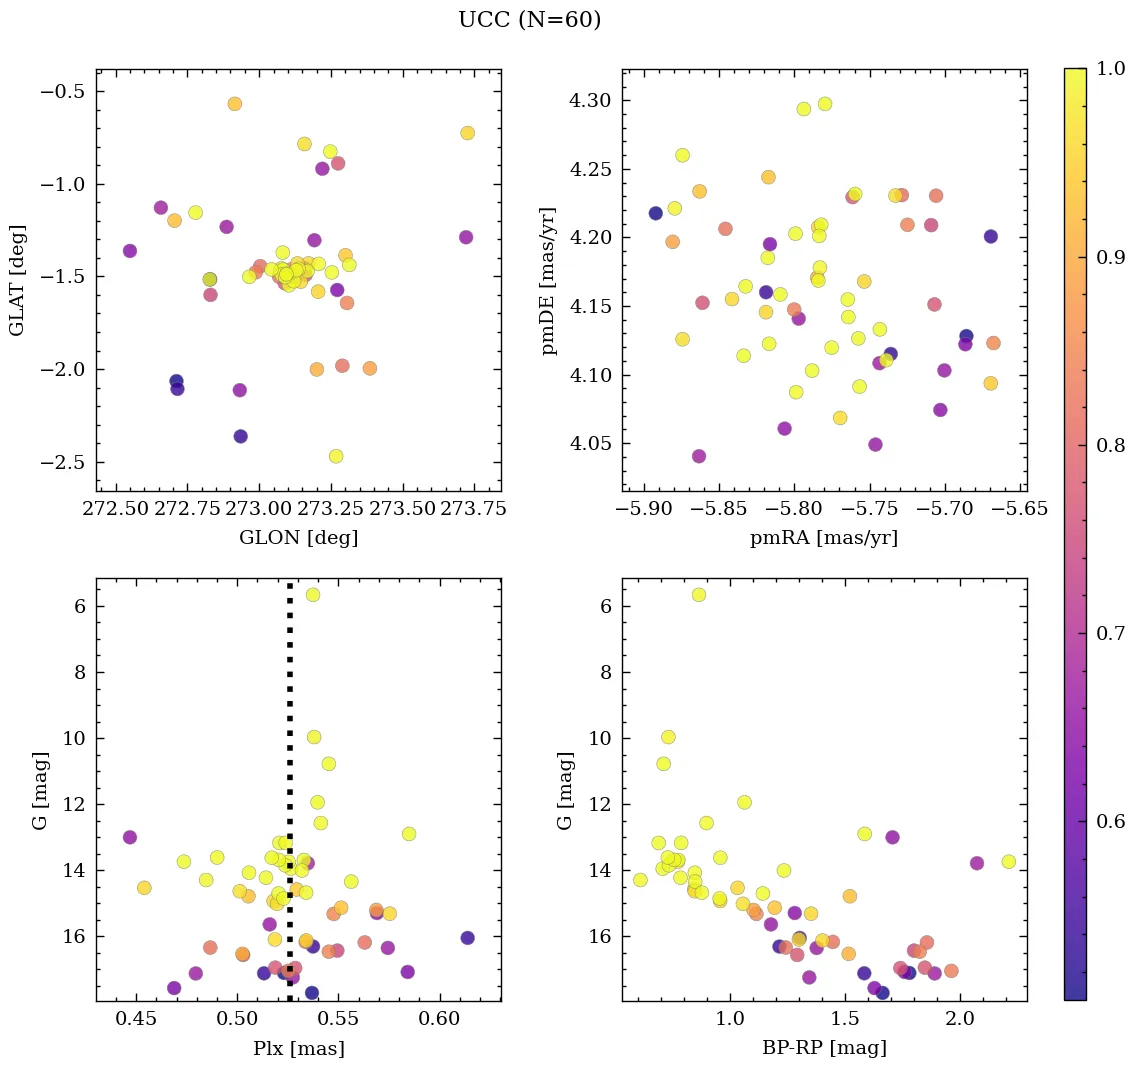 UCC (N=60)
−0.5
−1.0
−1.5
−2.0
−2.5
GLAT [deg]
272.50 272.75 273.00 273.25 273.50 273.75
GLON [deg]
4.30
4.25
4.20
4.15
4.10
4.05
pmDE [mas/yr]
−5.90 −5.85 −5.80 −5.75 −5.70 −5.65
pmRA [mas/yr]
1.0
0.9
0.8
0.7
0.6
6
8
10
12
14
16
G [mag]
0.45 0.50 0.55 0.60
Plx [mas]
6
8
10
12
14
16
G [mag]
1.0 1.5 2.0
BP-RP [mag]